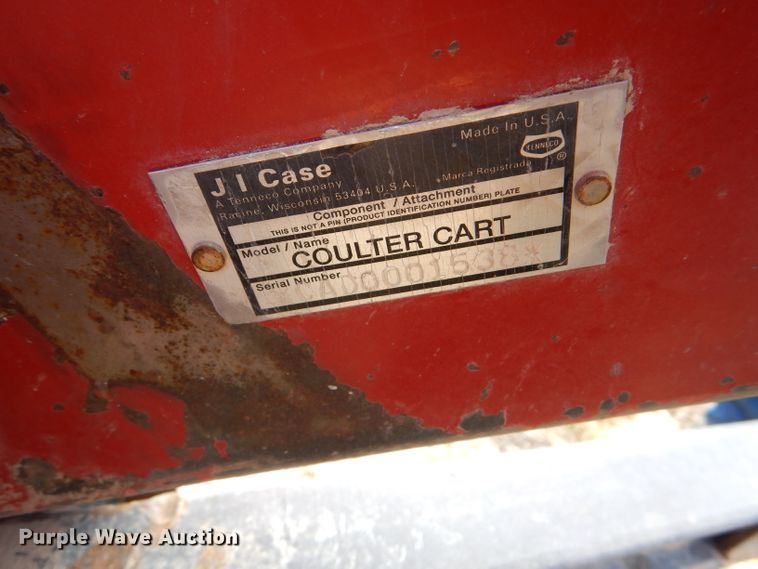 J I Case
A Tenneco Company
Racine, Wisconsin 53404 U.S.A.
Made In U.S.A.
TENNECO
®
Marca Registrada
Component / Attachment
THIS IS NOT A PIN (PRODUCT IDENTIFICATION NUMBER) PLATE
Model / Name
COULTER CART
Serial Number
Purple Wave Auction